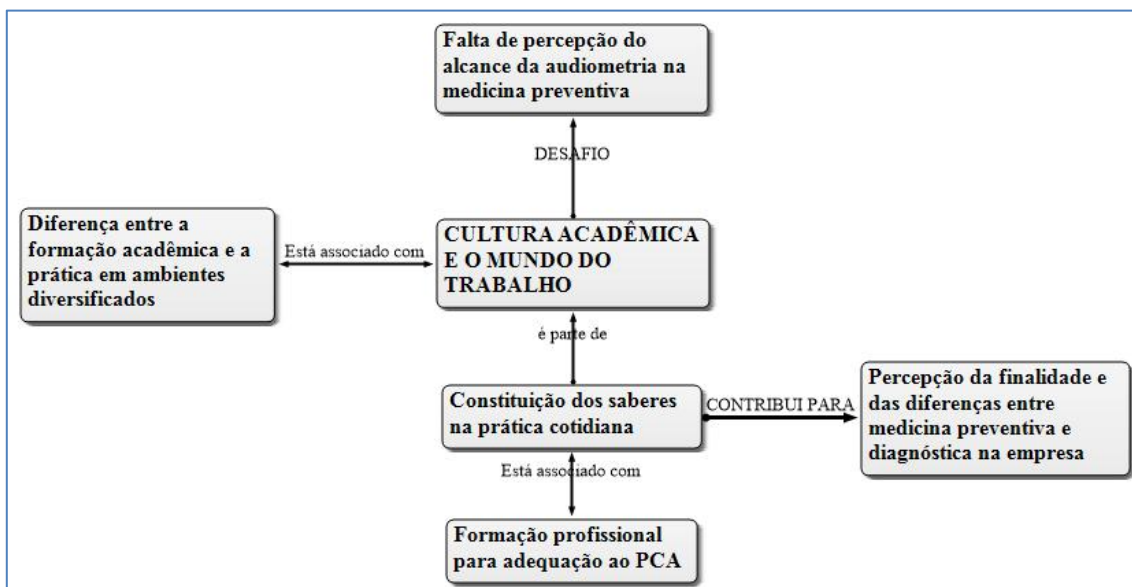 Falta de percepção do
alcance da audiometria na
medicina preventiva
DESAFIO
Diferença entre a
formação acadêmica e a
prática em ambientes
diversificados
Está associado com
CULTURA ACADÊMICA
E O MUNDO DO
TRABALHO
é parte de
Constituição dos saberes
na prática cotidiana
CONTRIBUI PARA
Percepção da finalidade e
das diferenças entre
medicina preventiva e
diagnóstica na empresa
Está associado com
Formação profissional
para adequação ao PCA